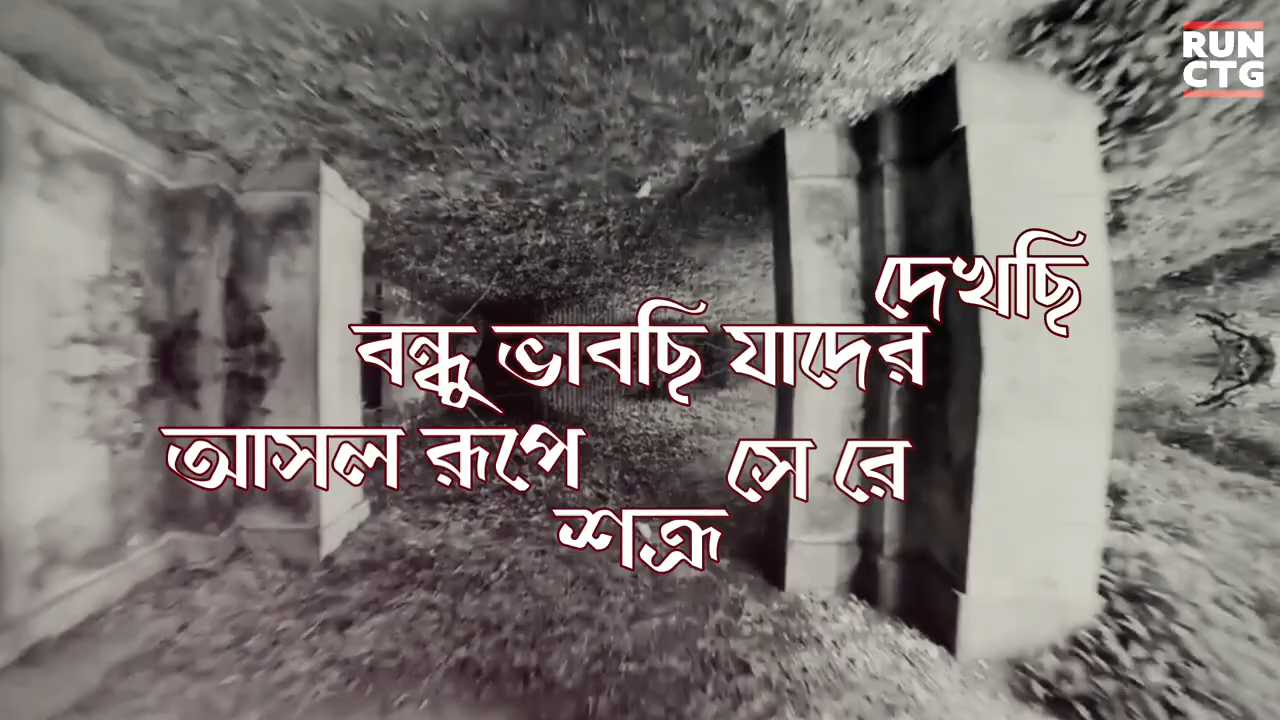 RUN
CTG
দেখছি
বন্ধু ভাবছি যাদের
আসল রূপে
সে রে
শত্রু